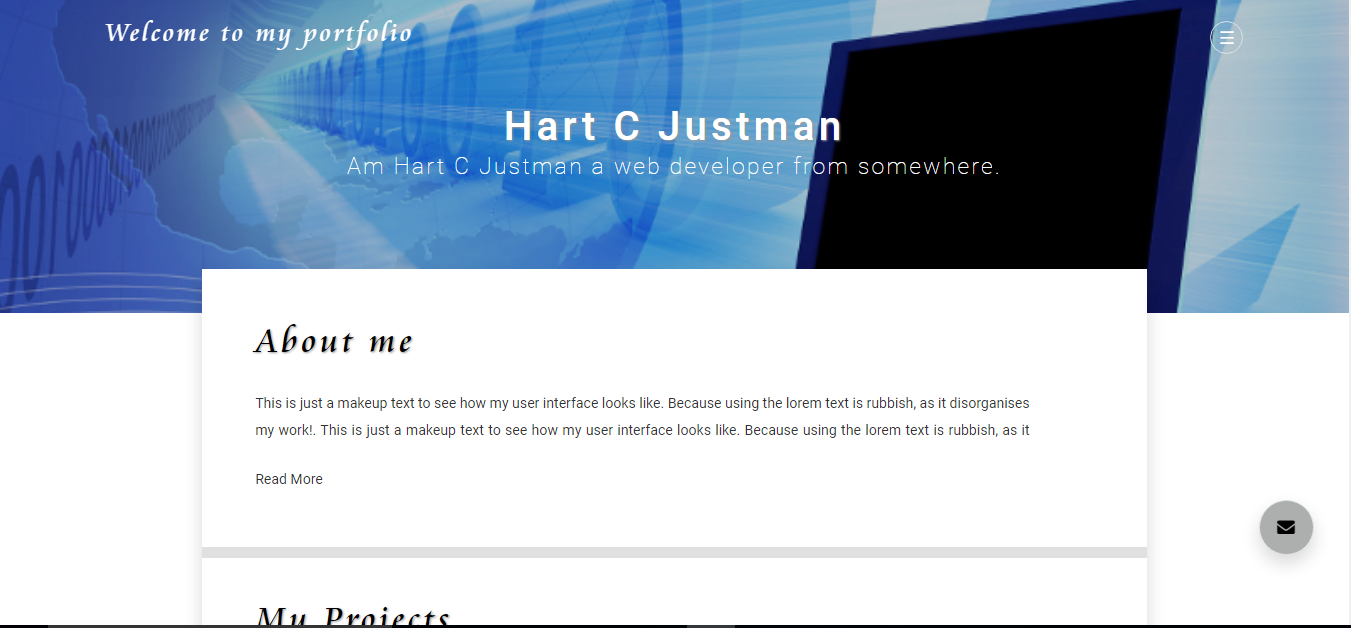 Welcome to my portfolio
Hart C Justman
Am Hart C Justman a web developer from somewhere.
About me
This is just a makeup text to see how my user interface looks like. Because using the lorem text is rubbish, as it disorganises
my work!. This is just a makeup text to see how my user interface looks like. Because using the lorem text is rubbish, as it
Read More
My Projects